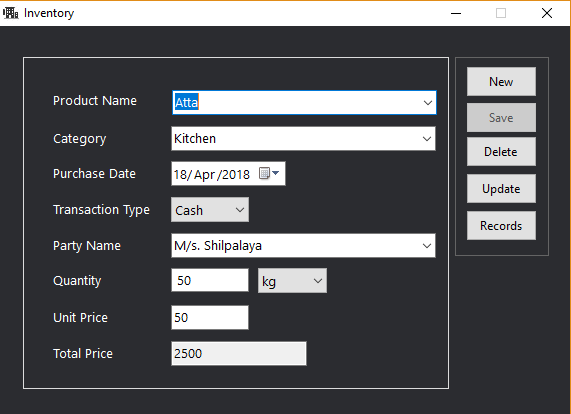 Inventory
Product Name Atta
Category Kitchen
Purchase Date 18/Apr/2018
Transaction Type Cash
Party Name M/s. Shilpalaya
Quantity 50 kg
Unit Price 50
Total Price 2500
New
Save
Delete
Update
Records